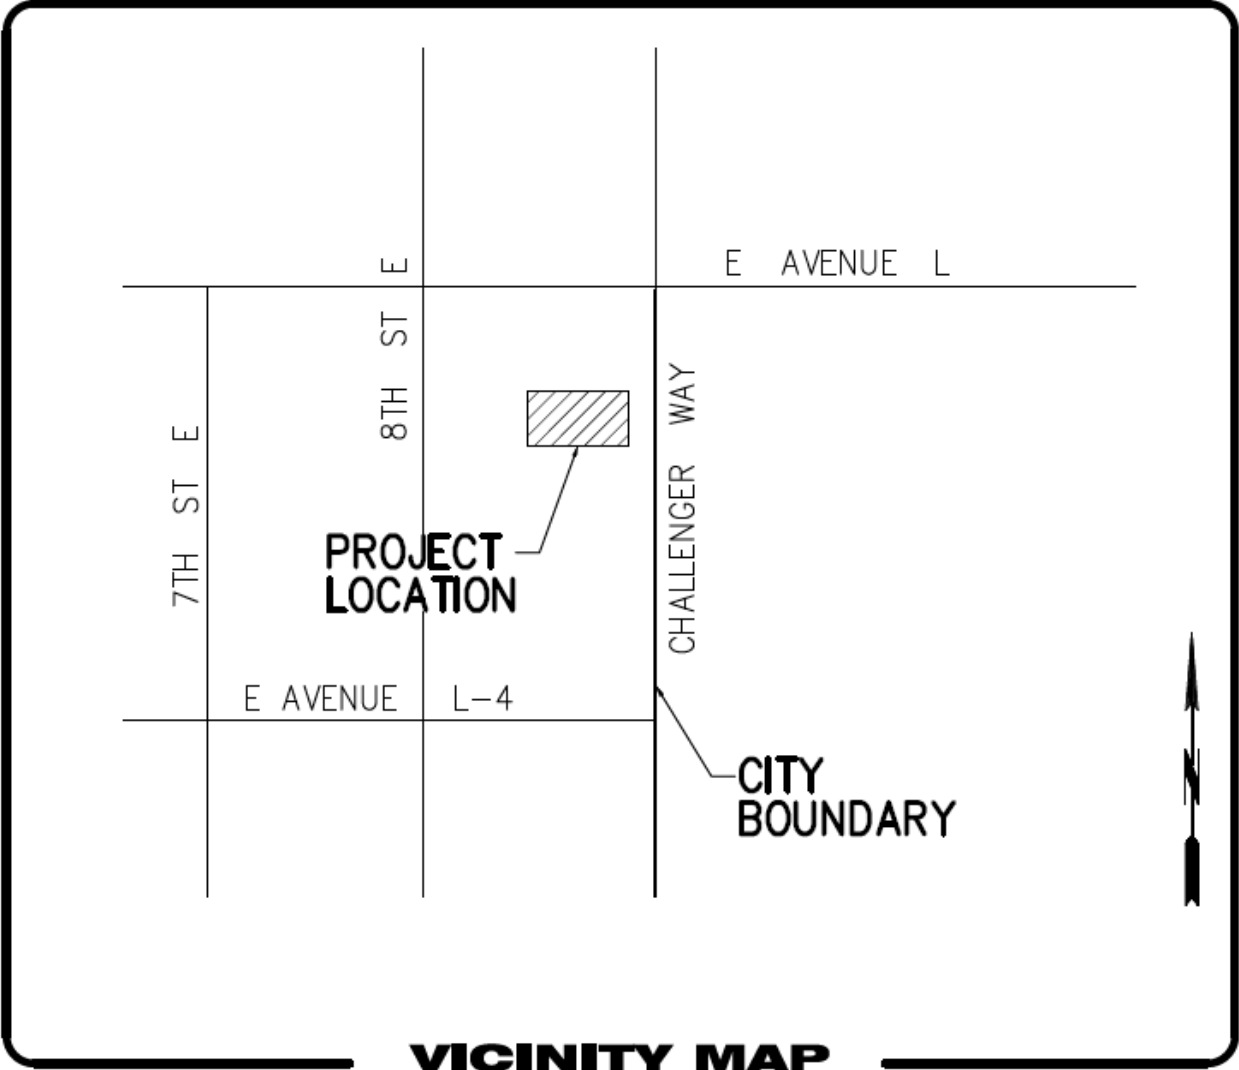 E AVENUE L
8TH ST E
7TH ST E
CHALLENGER WAY
PROJECT
LOCATION
E AVENUE L-4
CITY
BOUNDARY
N
VICINITY MAP